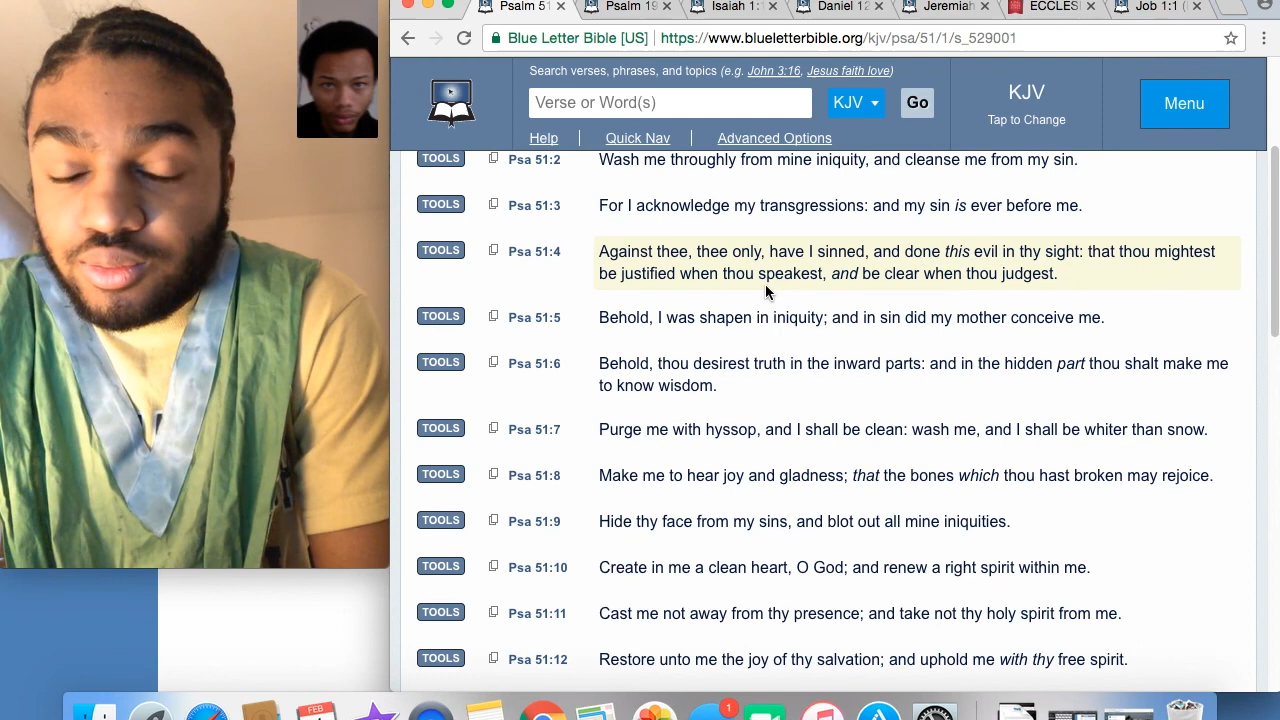 Psalm 51
Psalm 19
Isaiah 1:
Daniel 12
Jeremiah
ECCLES
Job 1:1 (
Blue Letter Bible [US]
https://www.blueletterbible.org/kjv/psa/51/1/s_529001
Search verses, phrases, and topics (e.g. John 3:16, Jesus faith love)
Verse or Word(s)
KJV
Go
KJV
Tap to Change
Menu
Help | Quick Nav | Advanced Options
TOOLS Psa 51:2 Wash me throughly from mine iniquity, and cleanse me from my sin.
TOOLS Psa 51:3 For I acknowledge my transgressions: and my sin is ever before me.
TOOLS Psa 51:4 Against thee, thee only, have I sinned, and done this evil in thy sight: that thou mightest
be justified when thou speakest, and be clear when thou judgest.
TOOLS Psa 51:5 Behold, I was shapen in iniquity; and in sin did my mother conceive me.
TOOLS Psa 51:6 Behold, thou desirest truth in the inward parts: and in the hidden part thou shalt make me
to know wisdom.
TOOLS Psa 51:7 Purge me with hyssop, and I shall be clean: wash me, and I shall be whiter than snow.
TOOLS Psa 51:8 Make me to hear joy and gladness; that the bones which thou hast broken may rejoice.
TOOLS Psa 51:9 Hide thy face from my sins, and blot out all mine iniquities.
TOOLS Psa 51:10 Create in me a clean heart, O God; and renew a right spirit within me.
TOOLS Psa 51:11 Cast me not away from thy presence; and take not thy holy spirit from me.
TOOLS Psa 51:12 Restore unto me the joy of thy salvation; and uphold me with thy free spirit.
FEB
1